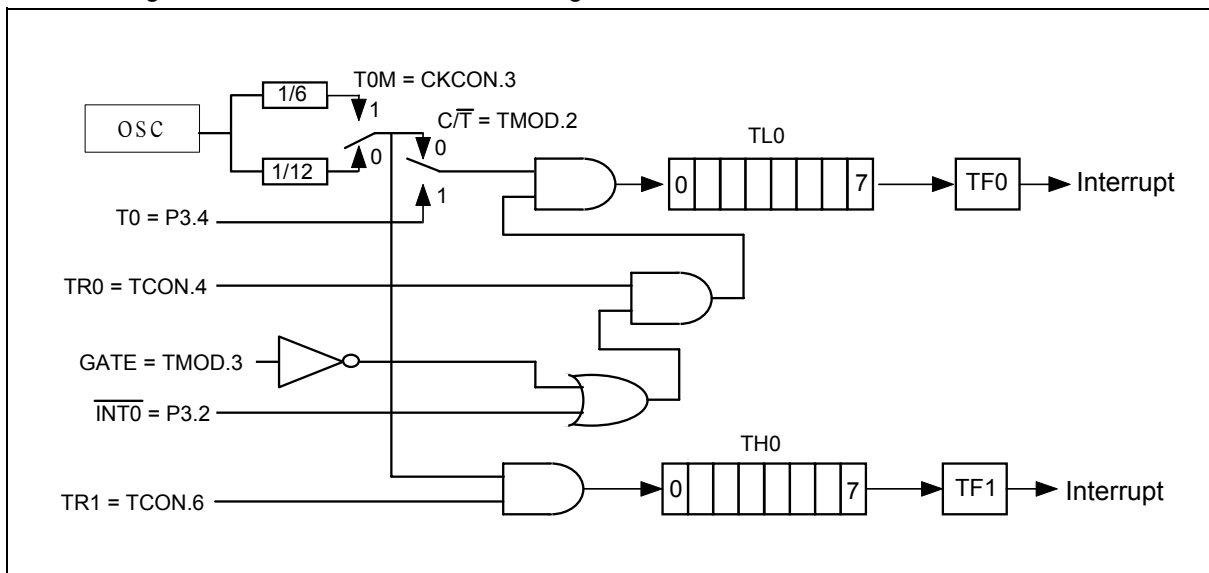 T0M = CKCON.3
1/6
1
OSC
C/T̅ = TMOD.2
0
0
1/12
1
T0 = P3.4
TL0
0 7
TF0
Interrupt
TR0 = TCON.4
GATE = TMOD.3
I̅N̅T̅0̅ = P3.2
TH0
0 7
TF1
Interrupt
TR1 = TCON.6